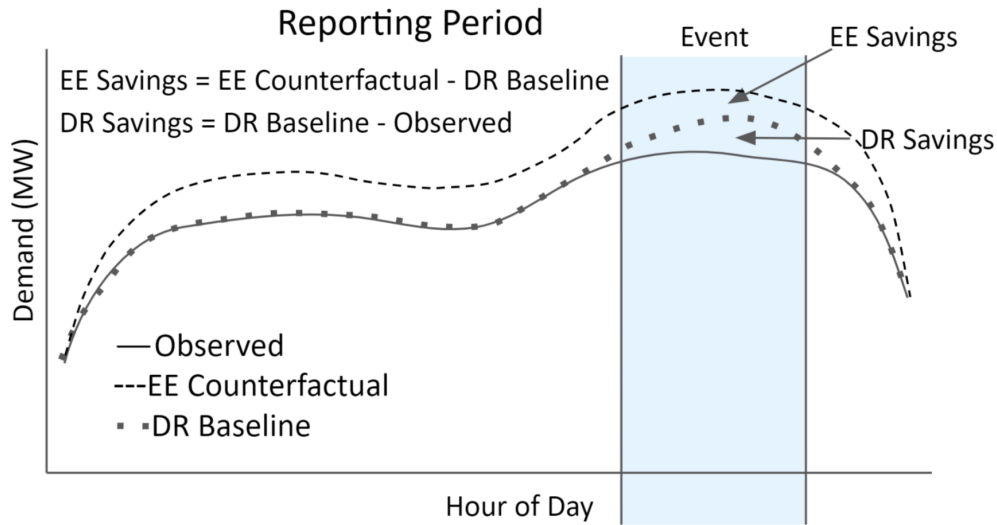 Reporting Period
Event
EE Savings
EE Savings = EE Counterfactual - DR Baseline
DR Savings = DR Baseline - Observed
DR Savings
Demand (MW)
Observed
EE Counterfactual
DR Baseline
Hour of Day